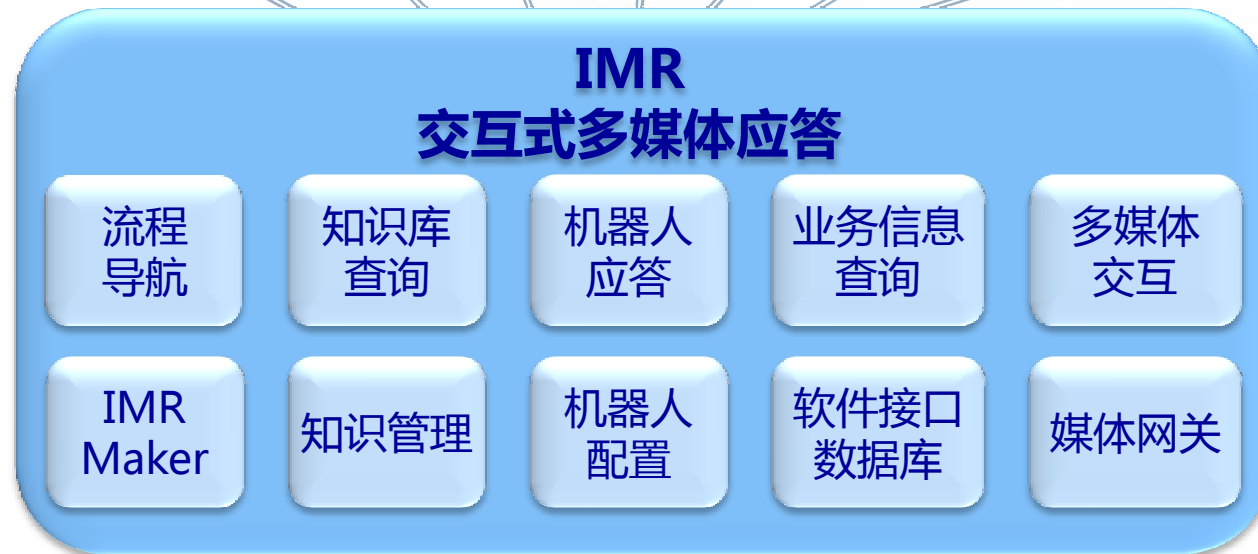 IMR
交互式多媒体应答
流程
导航
知识库
查询
机器人
应答
业务信息
查询
多媒体
交互
IMR
Maker
知识管理
机器人
配置
软件接口
数据库
媒体网关